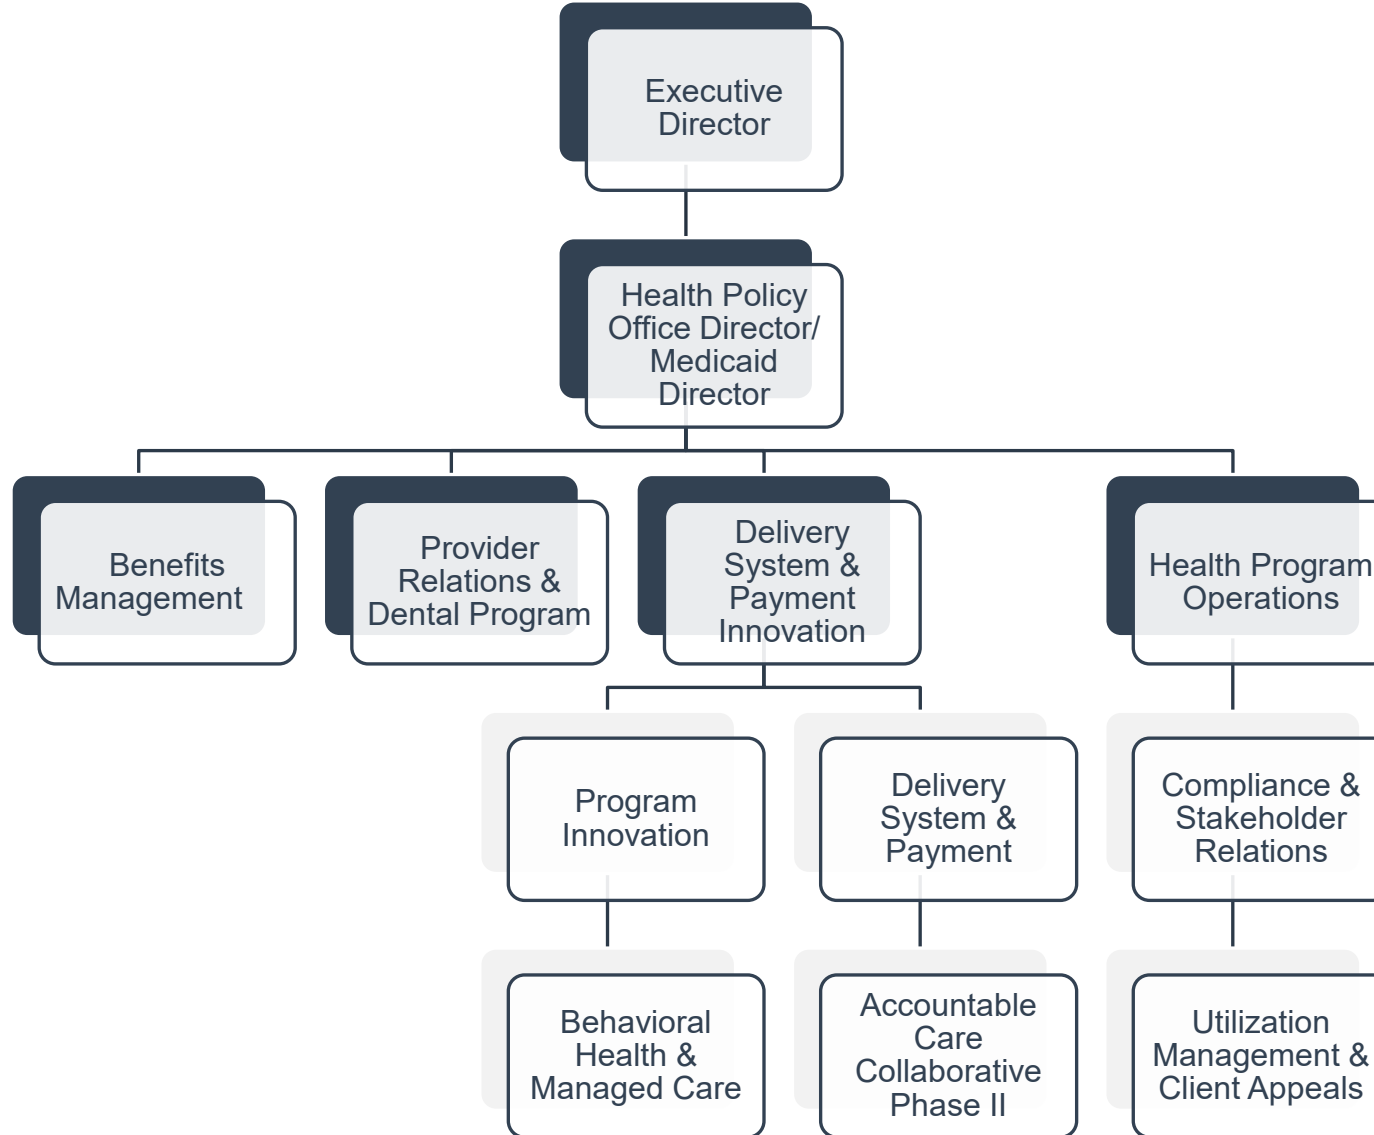 Executive
Director
Health Policy
Office Director/
Medicaid
Director
Benefits
Management
Provider
Relations &
Dental Program
Delivery
System &
Payment
Innovation
Health Program
Operations
Program
Innovation
Delivery
System &
Payment
Compliance &
Stakeholder
Relations
Behavioral
Health &
Managed Care
Accountable
Care
Collaborative
Phase II
Utilization
Management &
Client Appeals